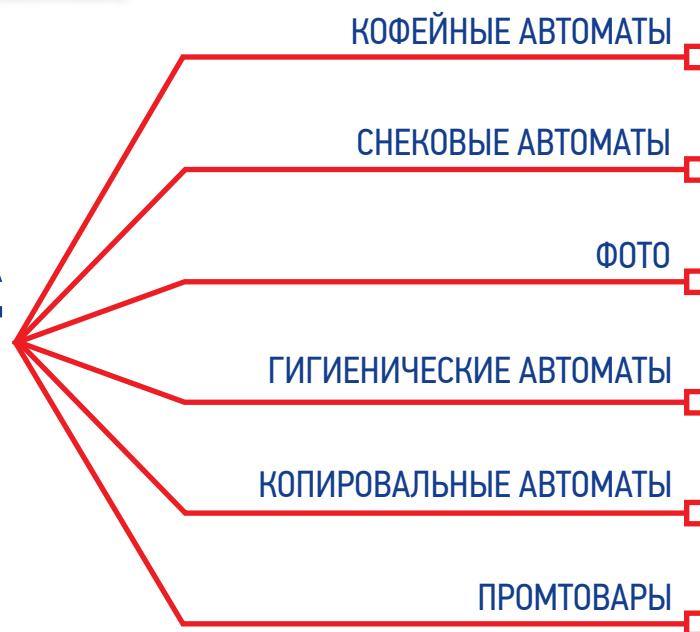 КОФЕЙНЫЕ АВТОМАТЫ
СНЕКОВЫЕ АВТОМАТЫ
ФОТО
ГИГИЕНИЧЕСКИЕ АВТОМАТЫ
КОПИРОВАЛЬНЫЕ АВТОМАТЫ
ПРОМТОВАРЫ